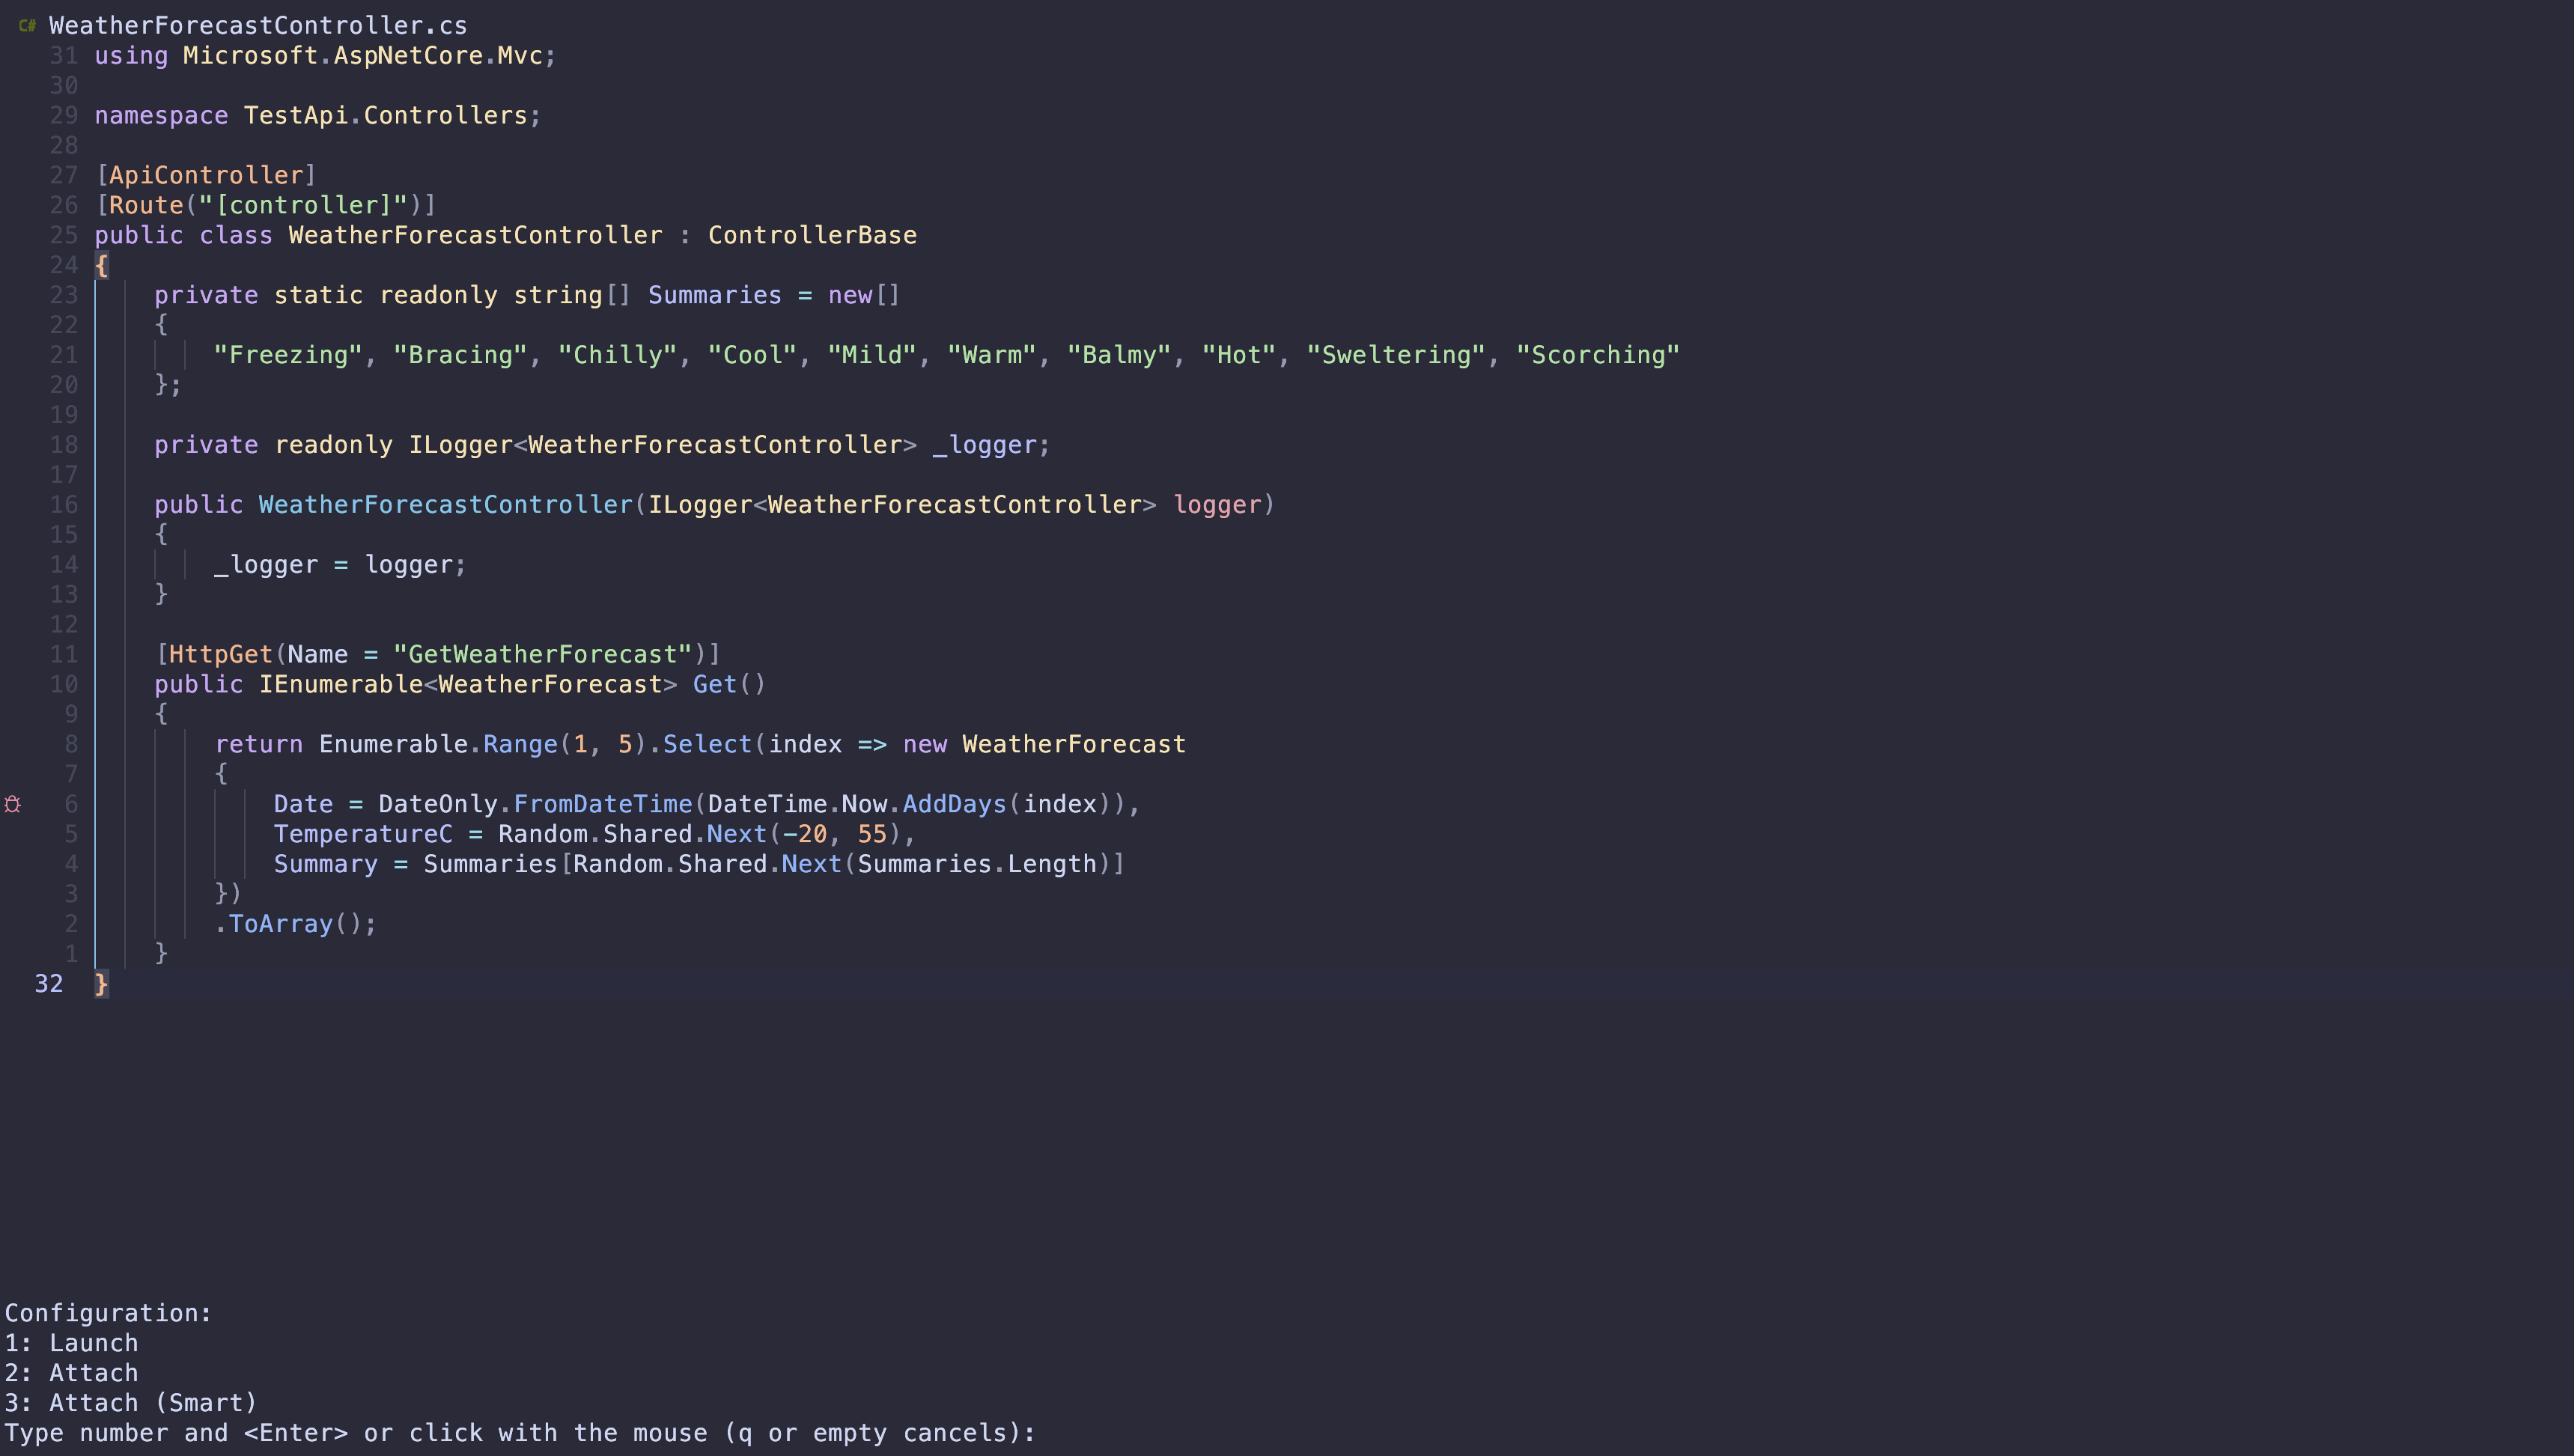 C# WeatherForecastController.cs
31 using Microsoft.AspNetCore.Mvc;
30
29 namespace TestApi.Controllers;
28
27 [ApiController]
26 [Route("[controller]")]
25 public class WeatherForecastController : ControllerBase
24 {
23     private static readonly string[] Summaries = new[]
22     {
21         "Freezing", "Bracing", "Chilly", "Cool", "Mild", "Warm", "Balmy", "Hot", "Sweltering", "Scorching"
20     };
19
18     private readonly ILogger<WeatherForecastController> _logger;
17
16     public WeatherForecastController(ILogger<WeatherForecastController> logger)
15     {
14         _logger = logger;
13     }
12
11     [HttpGet(Name = "GetWeatherForecast")]
10     public IEnumerable<WeatherForecast> Get()
9     {
8         return Enumerable.Range(1, 5).Select(index => new WeatherForecast
7         {
6             Date = DateOnly.FromDateTime(DateTime.Now.AddDays(index)),
5             TemperatureC = Random.Shared.Next(-20, 55),
4             Summary = Summaries[Random.Shared.Next(Summaries.Length)]
3         })
2         .ToArray();
1     }
32 }
Configuration:
1: Launch
2: Attach
3: Attach (Smart)
Type number and <Enter> or click with the mouse (q or empty cancels):